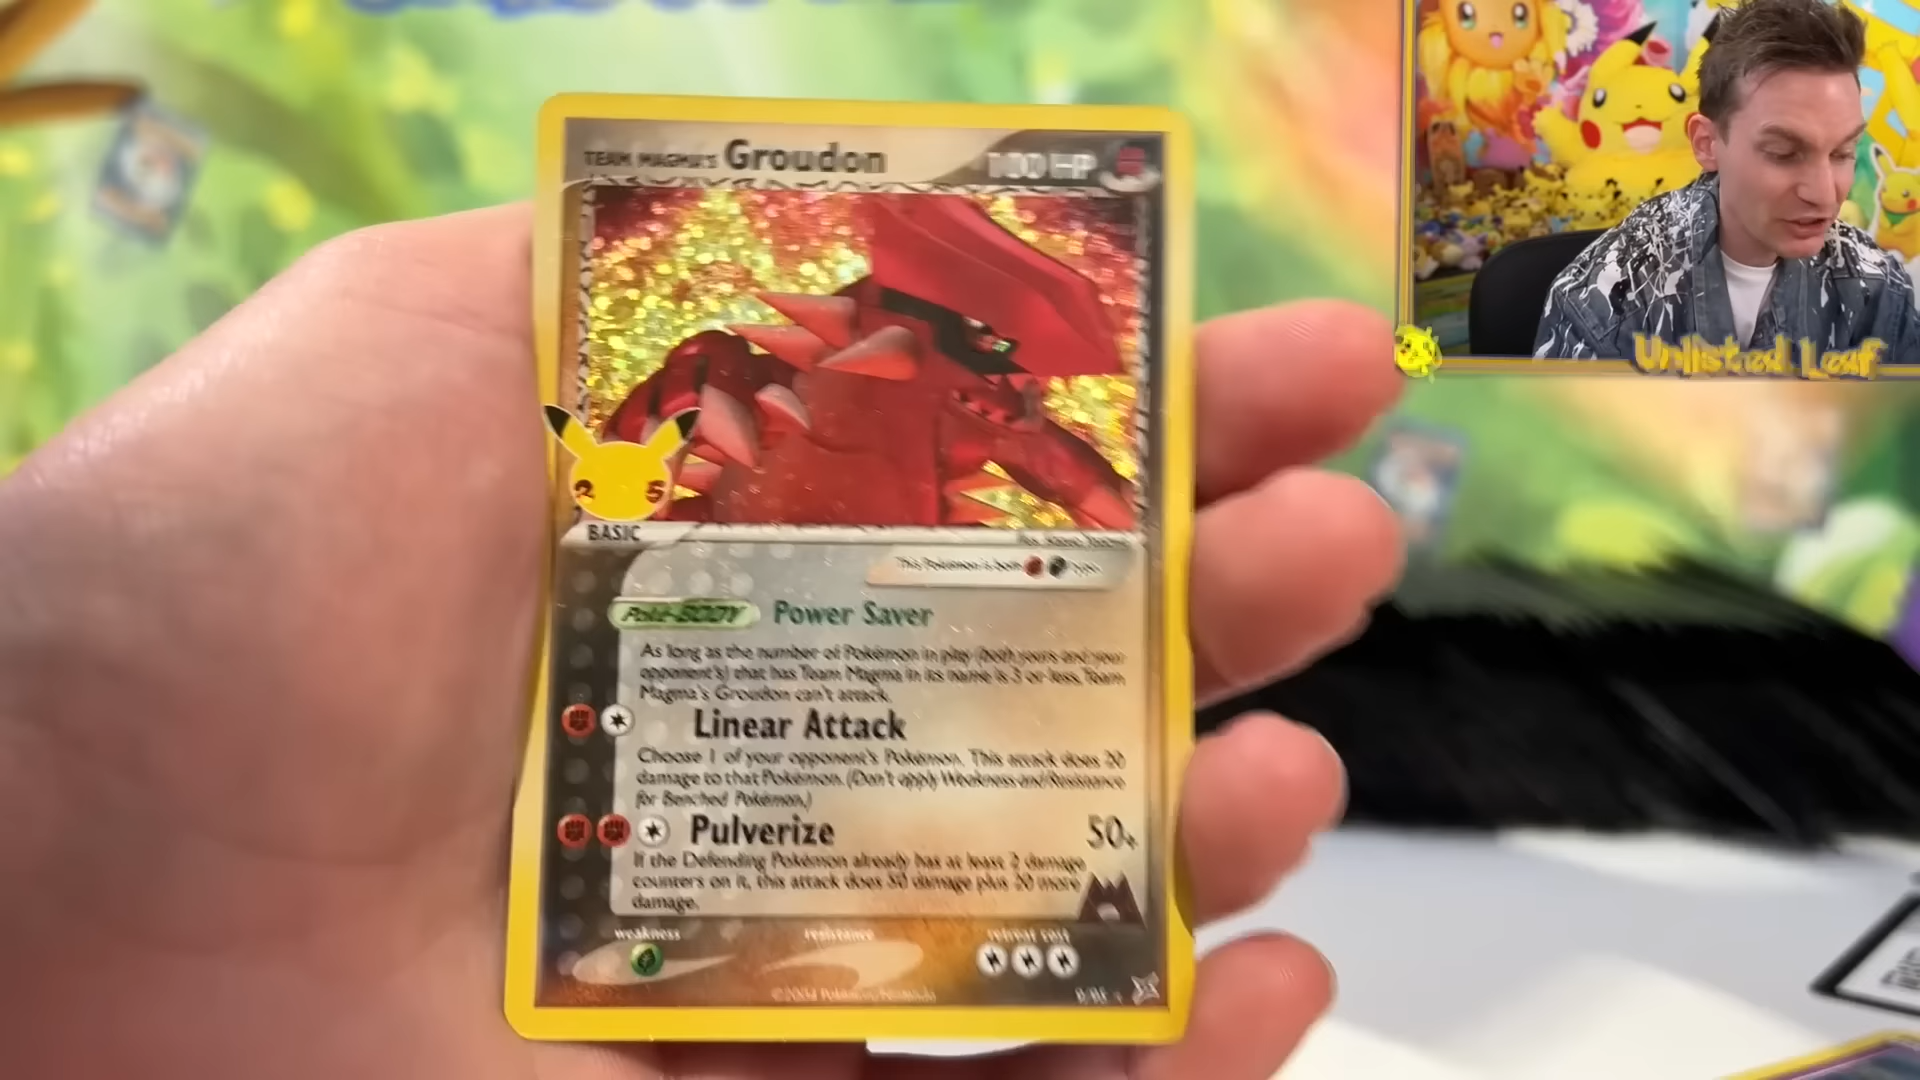 TEAM MAGMA'S Groudon 100 HP
Unlisted Leaf
25
BASIC
This Pokémon is both type.
Poké-BODY Power Saver
As long as the number of Pokémon in play (both yours and your
opponent's) that has Team Magma in its name is 3 or less, Team
Magma's Groudon can't attack.
Linear Attack
Choose 1 of your opponent's Pokémon. This attack does 20
damage to that Pokémon. (Don't apply Weakness and Resistance
for Benched Pokémon.)
Pulverize 50+
If the Defending Pokémon already has at least 2 damage
counters on it, this attack does 50 damage plus 20 more
damage.
weakness resistance retreat cost
©2004 Pokémon/Nintendo 9/95